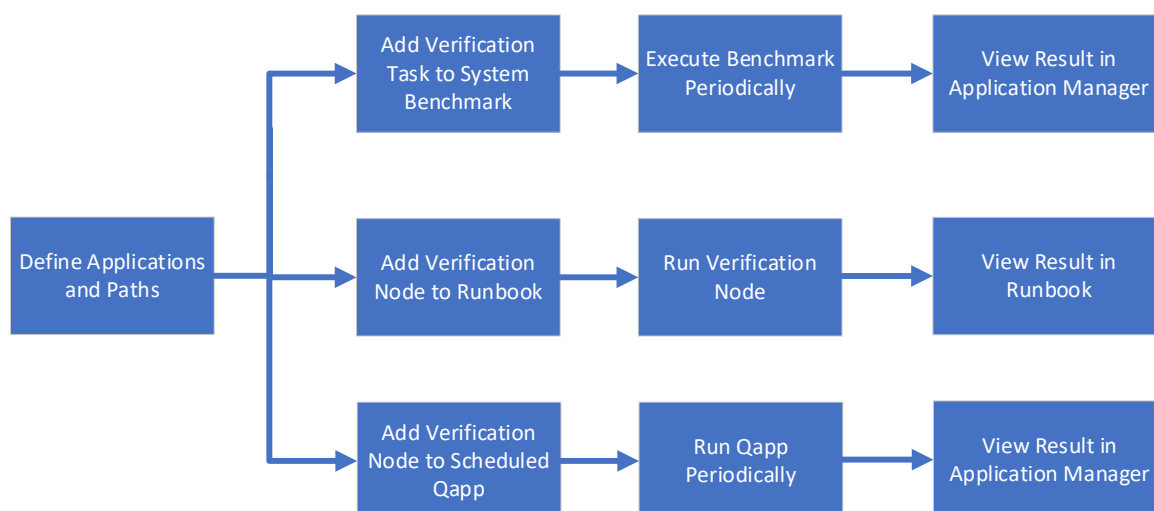 Add Verification
Task to System
Benchmark
Execute Benchmark
Periodically
View Result in
Application Manager
Define Applications
and Paths
Add Verification
Node to Runbook
Run Verification
Node
View Result in
Runbook
Add Verification
Node to Scheduled
Qapp
Run Qapp
Periodically
View Result in
Application Manager